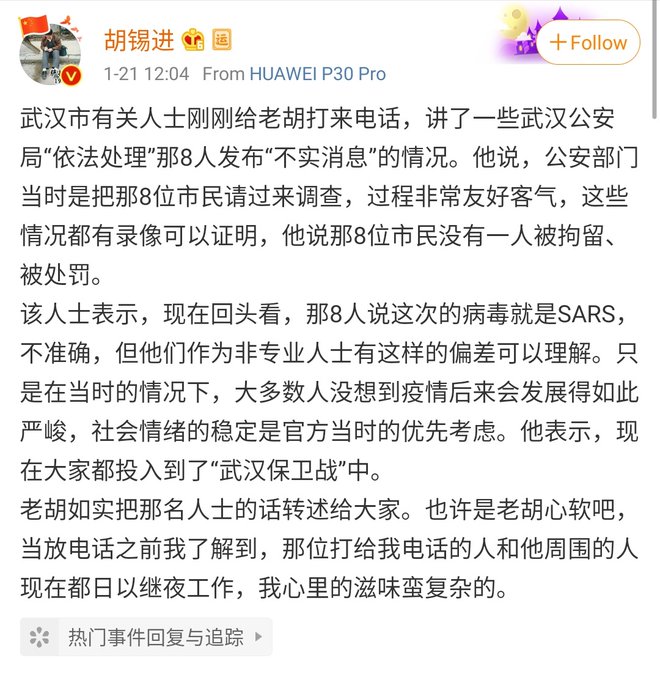 胡锡进
运
Follow
1-21 12:04 From HUAWEI P30 Pro
武汉市有关人士刚刚给老胡打来电话，讲了一些武汉公安
局“依法处理”那8人发布“不实消息”的情况。他说，公安部门
当时是把那8位市民请过来调查，过程非常友好客气，这些
情况都有录像可以证明，他说那8位市民没有一人被拘留、
被处罚。
该人士表示，现在回头看，那8人说这次的病毒就是SARS，
不准确，但他们作为非专业人士有这样的偏差可以理解。只
是在当时的情况下，大多数人没想到疫情后来会发展得如此
严峻，社会情绪的稳定是官方当时的优先考虑。他表示，现
在大家都投入到了“武汉保卫战”中。
老胡如实把那名人士的话转述给大家。也许是老胡心软吧，
当放电话之前我了解到，那位打给我电话的人和他周围的人
现在都日以继夜工作，我心里的滋味蛮复杂的。
热门事件回复与追踪